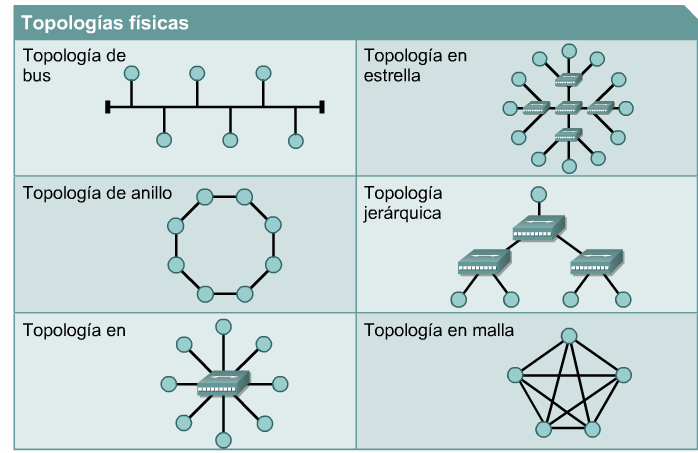 Topologías físicas
Topología de
bus
Topología en
estrella
Topología de anillo
Topología
jerárquica
Topología en
Topología en malla